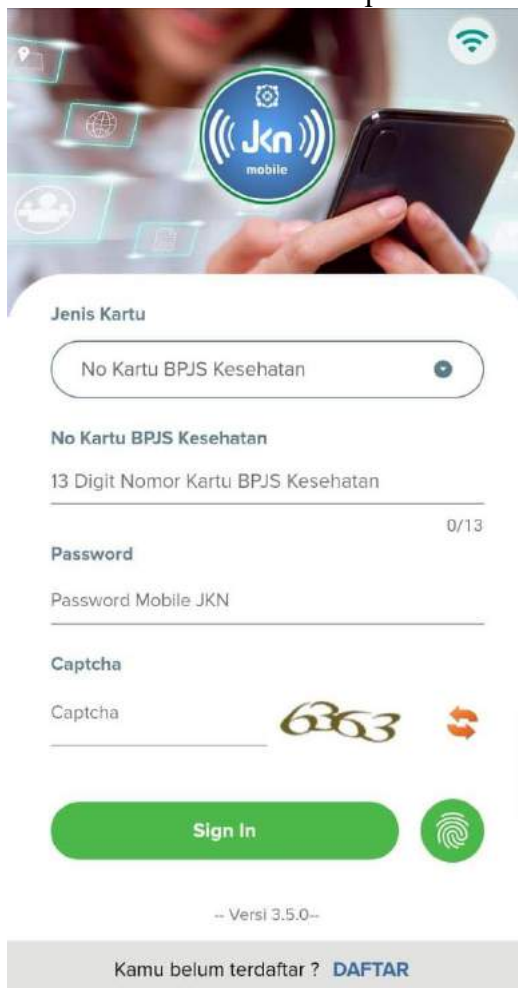 JKn
mobile
Jenis Kartu
No Kartu BPJS Kesehatan
No Kartu BPJS Kesehatan
13 Digit Nomor Kartu BPJS Kesehatan
0/13
Password
Password Mobile JKN
Captcha
Captcha 6363
Sign In
-- Versi 3.5.0--
Kamu belum terdaftar ? DAFTAR